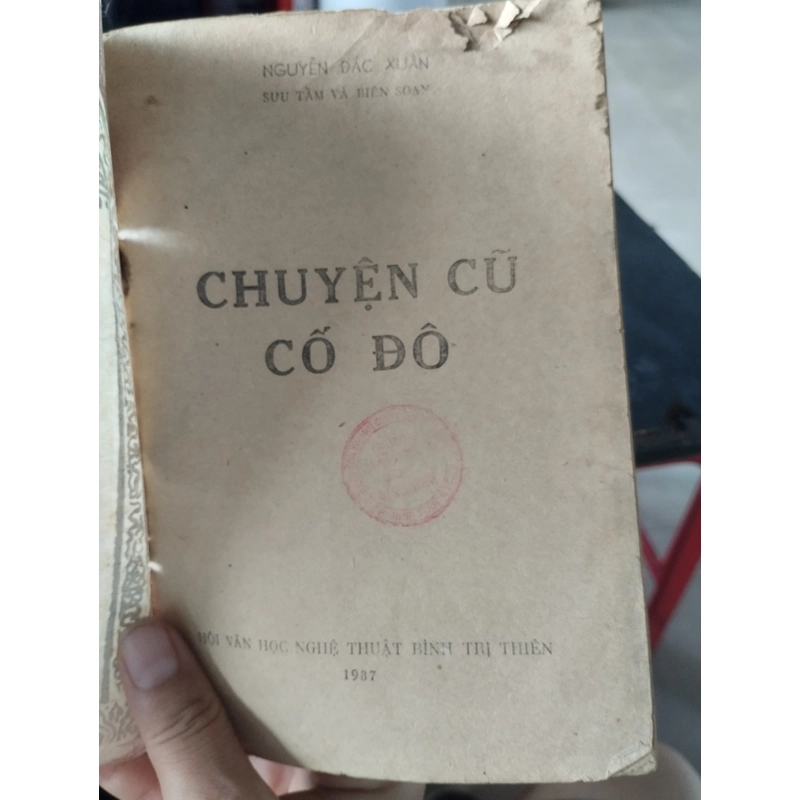 NGUYỄN ĐẮC XUÂN
SƯU TẦM VÀ BIÊN SOẠN
CHUYỆN CŨ
CỐ ĐÔ
HỘI VĂN HỌC NGHỆ THUẬT BÌNH TRỊ THIÊN
1987